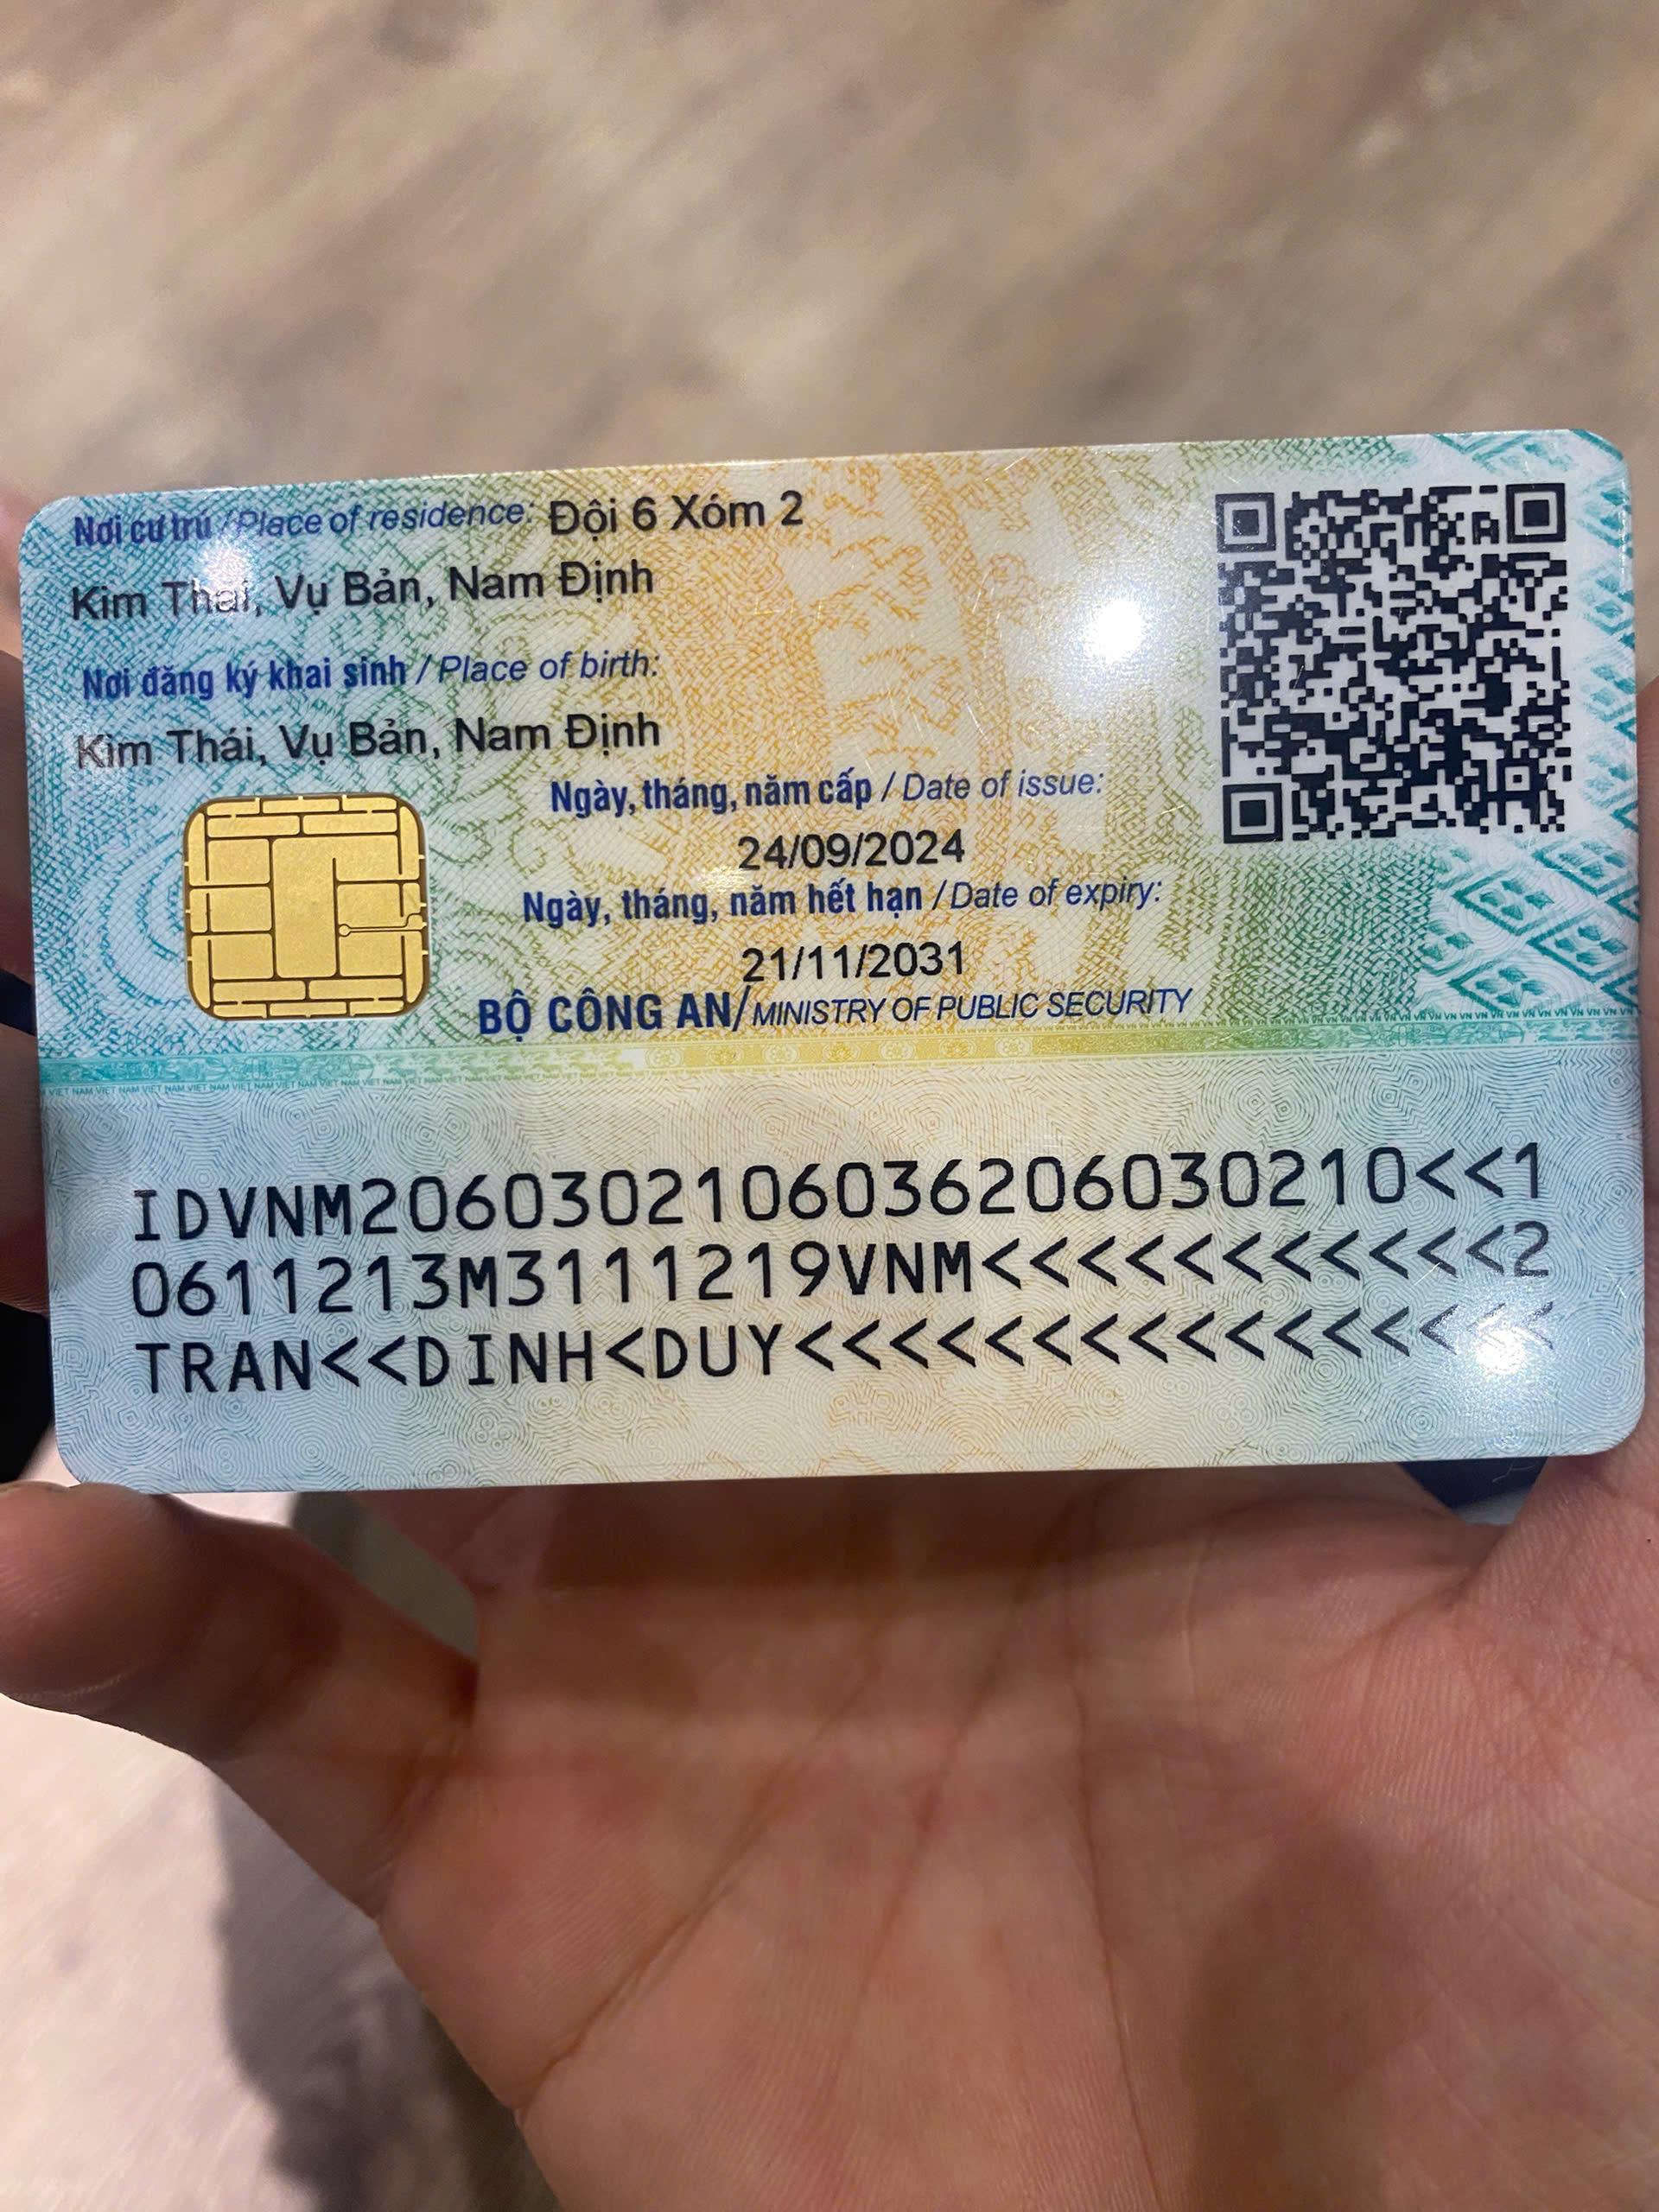 Nơi cư trú / Place of residence: Đội 6 Xóm 2
Kim Thái, Vụ Bản, Nam Định
Nơi đăng ký khai sinh / Place of birth:
Kim Thái, Vụ Bản, Nam Định
Ngày, tháng, năm cấp / Date of issue:
24/09/2024
Ngày, tháng, năm hết hạn / Date of expiry:
21/11/2031
BỘ CÔNG AN/MINISTRY OF PUBLIC SECURITY
IDVNM2060302106036206030210<<1
0611213M3111219VNM<<<<<<<<<<<2
TRAN<<DINH<DUY<<<<<<<<<<<<<<<<